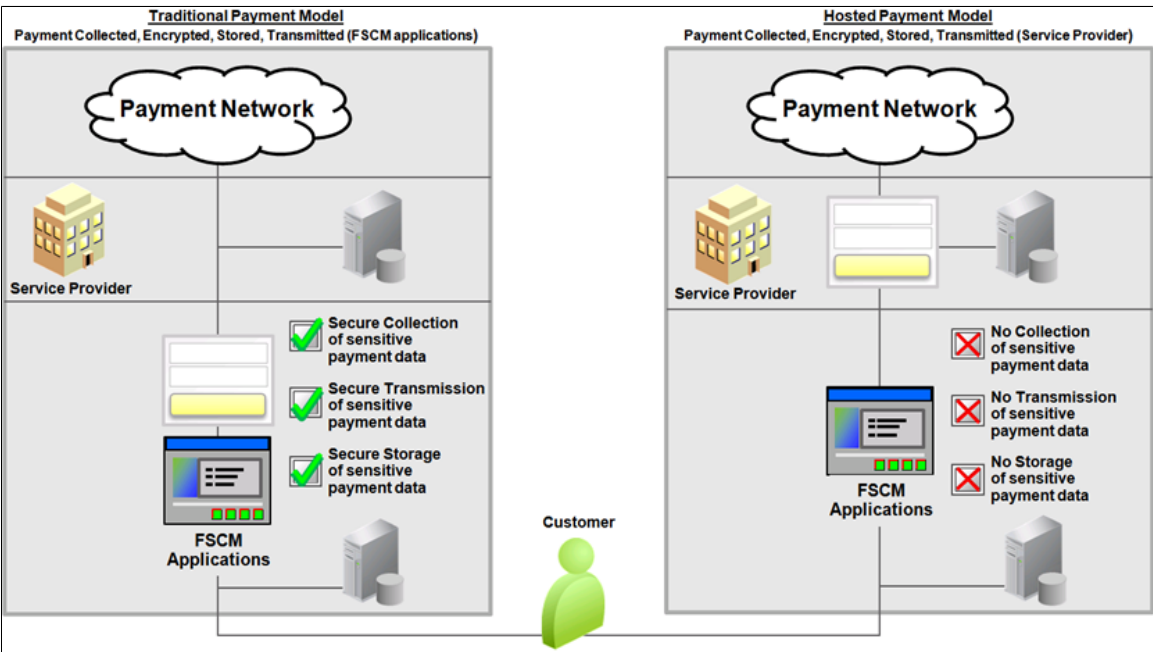 Traditional Payment Model
Payment Collected, Encrypted, Stored, Transmitted (FSCM applications)
Payment Network
Service Provider
Secure Collection
of sensitive
payment data
Secure Transmission
of sensitive
payment data
Secure Storage
of sensitive
payment data
FSCM
Applications
Customer
Hosted Payment Model
Payment Collected, Encrypted, Stored, Transmitted (Service Provider)
Payment Network
Service Provider
No Collection
of sensitive
payment data
No Transmission
of sensitive
payment data
No Storage
of sensitive
payment data
FSCM
Applications